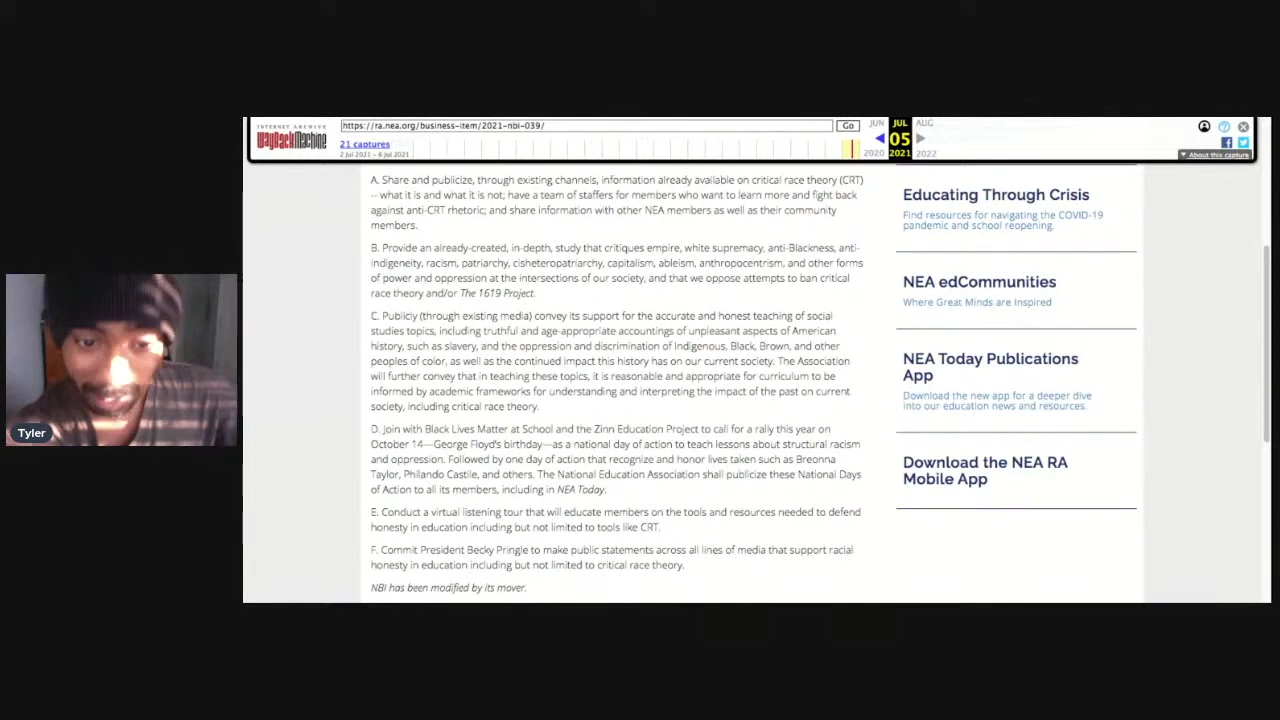 INTERNET ARCHIVE
WayBackMachine
https://ra.nea.org/business-item/2021-nbi-039/
Go
JUN
JUL
AUG
21 captures
2 Jul 2021 – 6 Jul 2021
05
2020
2021
2022
▼ About this capture
A. Share and publicize, through existing channels, information already available on critical race theory (CRT)
-- what it is and what it is not; have a team of staffers for members who want to learn more and fight back
against anti-CRT rhetoric; and share information with other NEA members as well as their community
members.
B. Provide an already-created, in-depth, study that critiques empire, white supremacy, anti-Blackness, anti-
Indigeneity, racism, patriarchy, cisheteropatriarchy, capitalism, ableism, anthropocentrism, and other forms
of power and oppression at the intersections of our society, and that we oppose attempts to ban critical
race theory and/or The 1619 Project.
C. Publicly (through existing media) convey its support for the accurate and honest teaching of social
studies topics, including truthful and age-appropriate accountings of unpleasant aspects of American
history, such as slavery, and the oppression and discrimination of Indigenous, Black, Brown, and other
peoples of color, as well as the continued impact this history has on our current society. The Association
will further convey that in teaching these topics, it is reasonable and appropriate for curriculum to be
informed by academic frameworks for understanding and interpreting the impact of the past on current
society, including critical race theory.
D. Join with Black Lives Matter at School and the Zinn Education Project to call for a rally this year on
October 14—George Floyd's birthday—as a national day of action to teach lessons about structural racism
and oppression. Followed by one day of action that recognize and honor lives taken such as Breonna
Taylor, Philando Castile, and others. The National Education Association shall publicize these National Days
of Action to all its members, including in NEA Today.
E. Conduct a virtual listening tour that will educate members on the tools and resources needed to defend
honesty in education including but not limited to tools like CRT.
F. Commit President Becky Pringle to make public statements across all lines of media that support racial
honesty in education including but not limited to critical race theory.
NBI has been modified by its mover.
Educating Through Crisis
Find resources for navigating the COVID-19
pandemic and school reopening.
NEA edCommunities
Where Great Minds are Inspired
NEA Today Publications
App
Download the new app for a deeper dive
into our education news and resources.
Download the NEA RA
Mobile App
Tyler